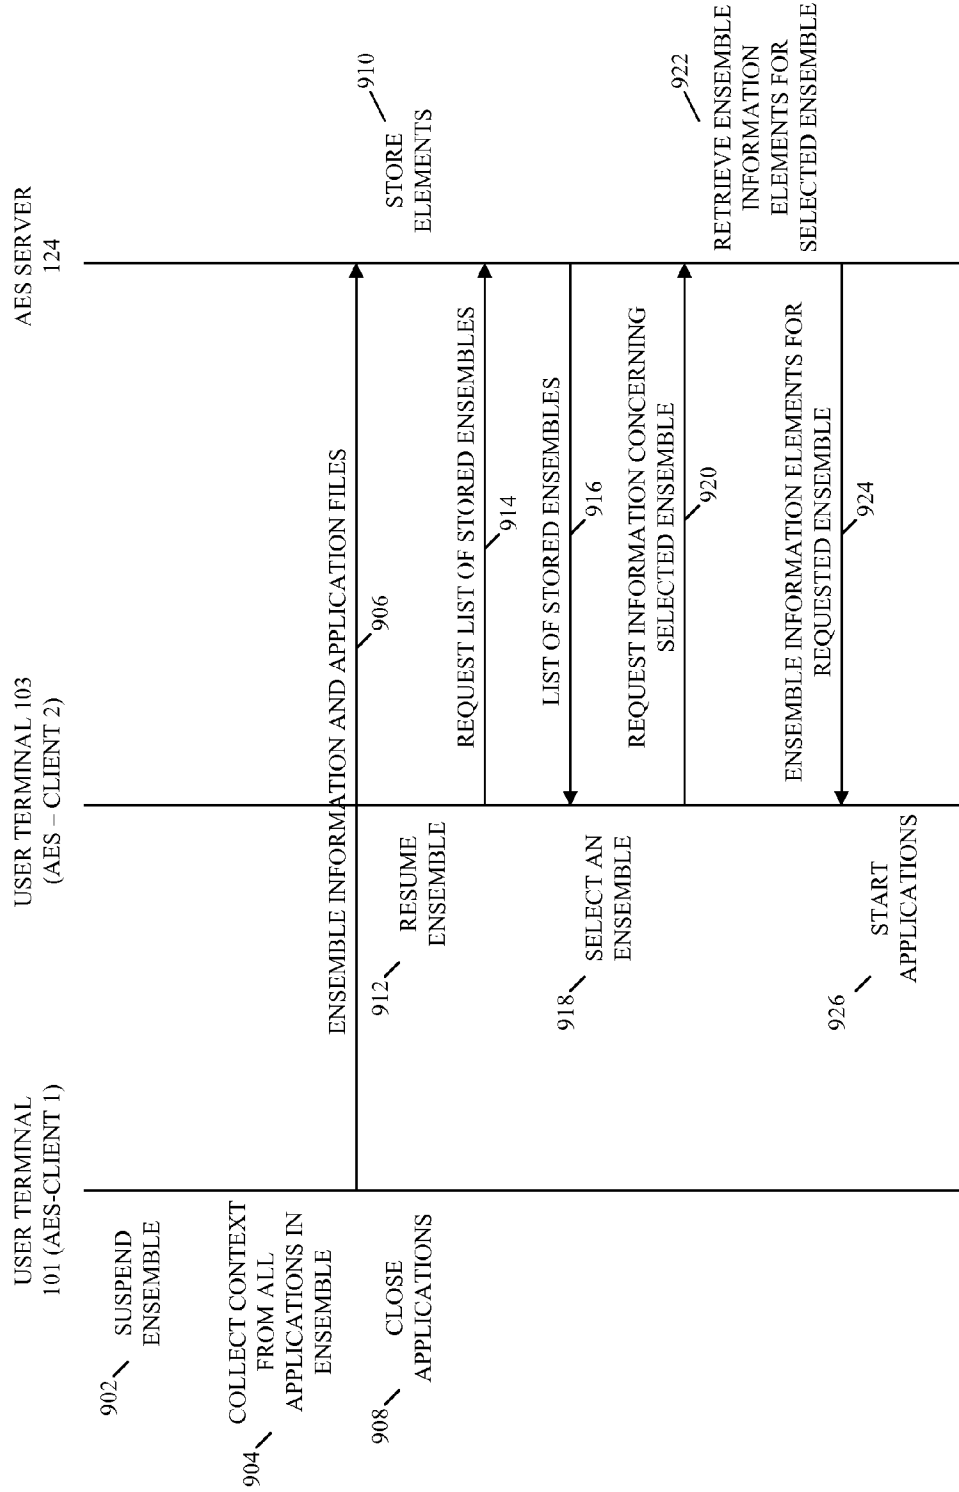 USER TERMINAL
101 (AES-CLIENT 1)
USER TERMINAL 103
(AES – CLIENT 2)
AES SERVER
124
902
SUSPEND
ENSEMBLE
904
COLLECT CONTEXT
FROM ALL
APPLICATIONS IN
ENSEMBLE
ENSEMBLE INFORMATION AND APPLICATION FILES
906
908
CLOSE
APPLICATIONS
910
STORE
ELEMENTS
912
RESUME
ENSEMBLE
REQUEST LIST OF STORED ENSEMBLES
914
LIST OF STORED ENSEMBLES
916
918
SELECT AN
ENSEMBLE
REQUEST INFORMATION CONCERNING
SELECTED ENSEMBLE
920
922
RETRIEVE ENSEMBLE
INFORMATION
ELEMENTS FOR
SELECTED ENSEMBLE
ENSEMBLE INFORMATION ELEMENTS FOR
REQUESTED ENSEMBLE
924
926
START
APPLICATIONS